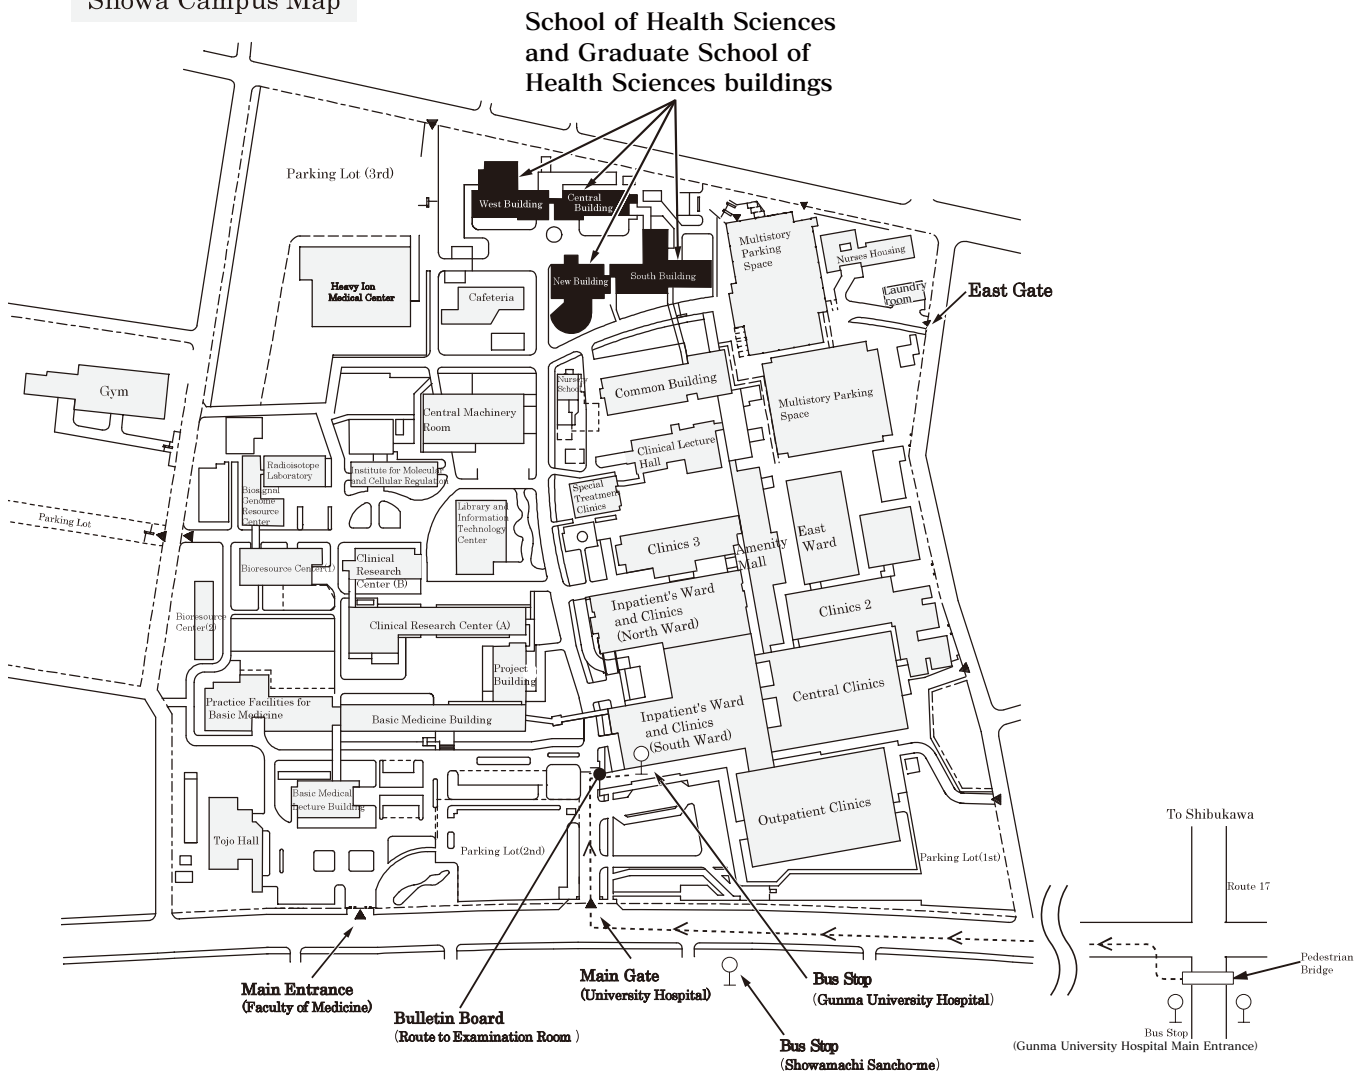 Showa Campus Map
School of Health Sciences
and Graduate School of
Health Sciences buildings
Parking Lot (3rd)
West Building
Central
Building
Multistory
Parking
Space
Nurses Housing
Heavy Ion
Medical Center
Cafeteria
New Building
South Building
Laundry
room
East Gate
Gym
Nursery
School
Common Building
Multistory Parking
Space
Central Machinery
Room
Clinical Lecture
Hall
Radioisotope
Laboratory
Institute for Molecular
and Cellular Regulation
Biosignal
Genome
Resource
Center
Special
Treatment
Clinics
Parking Lot
Library and
Information
Technology
Center
Clinics 3
Amenity
Mall
East
Ward
Bioresource Center(1)
Clinical
Research
Center (B)
Bioresource
Center(2)
Inpatient's Ward
and Clinics
(North Ward)
Clinics 2
Clinical Research Center (A)
Project
Building
Central Clinics
Practice Facilities for
Basic Medicine
Basic Medicine Building
Inpatient's Ward
and Clinics
(South Ward)
Basic Medical
Lecture Building
Outpatient Clinics
Tojo Hall
Parking Lot(2nd)
Parking Lot(1st)
To Shibukawa
Route 17
Pedestrian
Bridge
Main Entrance
(Faculty of Medicine)
Main Gate
(University Hospital)
Bus Stop
(Gunma University Hospital)
Bulletin Board
(Route to Examination Room )
Bus Stop
(Showamachi Sancho-me)
Bus Stop
(Gunma University Hospital Main Entrance)